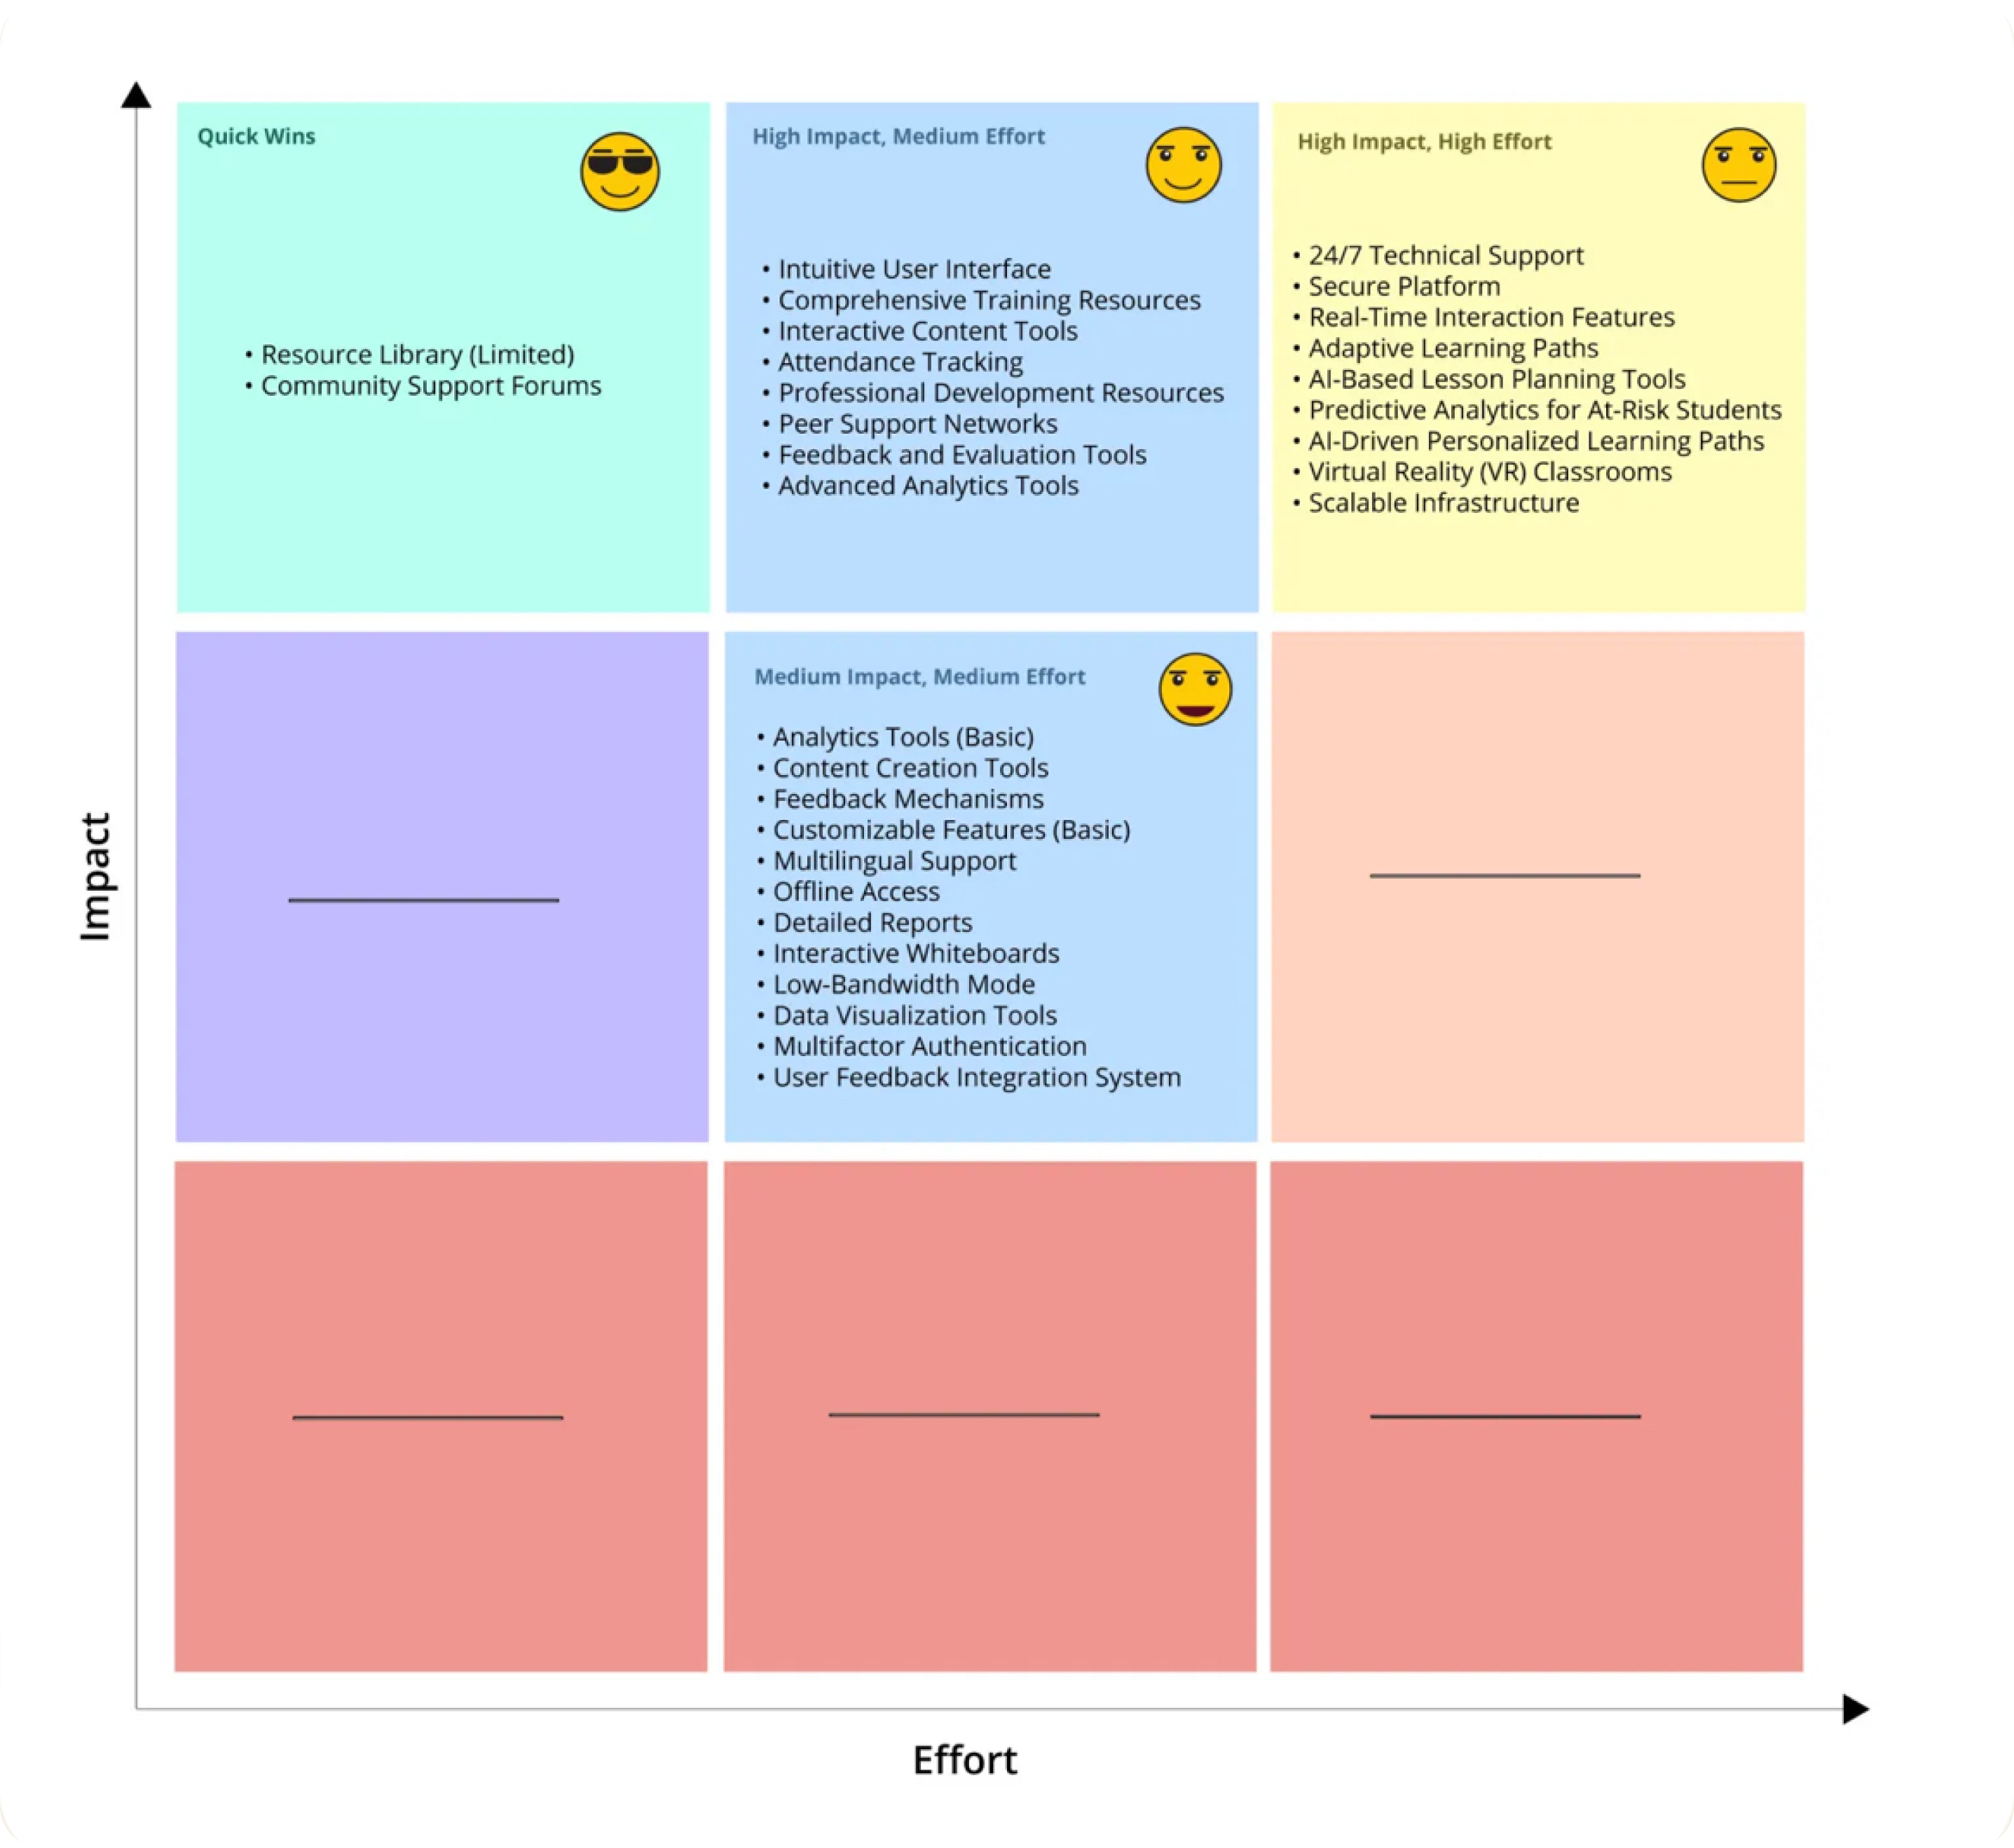 Quick Wins
• Resource Library (Limited)
• Community Support Forums
High Impact, Medium Effort
• Intuitive User Interface
• Comprehensive Training Resources
• Interactive Content Tools
• Attendance Tracking
• Professional Development Resources
• Peer Support Networks
• Feedback and Evaluation Tools
• Advanced Analytics Tools
High Impact, High Effort
• 24/7 Technical Support
• Secure Platform
• Real-Time Interaction Features
• Adaptive Learning Paths
• AI-Based Lesson Planning Tools
• Predictive Analytics for At-Risk Students
• AI-Driven Personalized Learning Paths
• Virtual Reality (VR) Classrooms
• Scalable Infrastructure
Impact
Medium Impact, Medium Effort
• Analytics Tools (Basic)
• Content Creation Tools
• Feedback Mechanisms
• Customizable Features (Basic)
• Multilingual Support
• Offline Access
• Detailed Reports
• Interactive Whiteboards
• Low-Bandwidth Mode
• Data Visualization Tools
• Multifactor Authentication
• User Feedback Integration System
Effort